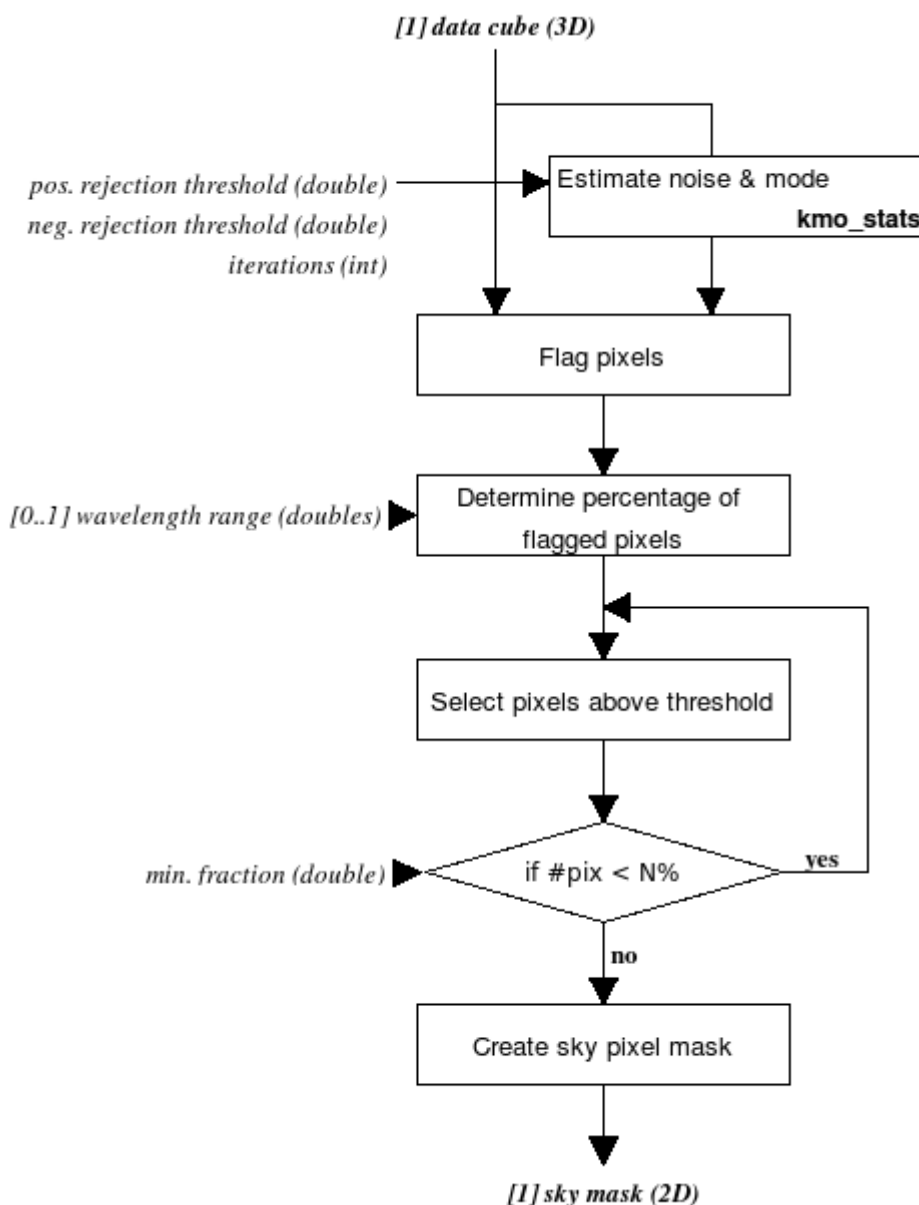 [1] data cube (3D)
pos. rejection threshold (double)
neg. rejection threshold (double)
iterations (int)
Estimate noise & mode
kmo_stats
Flag pixels
[0..1] wavelength range (doubles)
Determine percentage of
flagged pixels
Select pixels above threshold
min. fraction (double)
if #pix < N%
yes
no
Create sky pixel mask
[1] sky mask (2D)